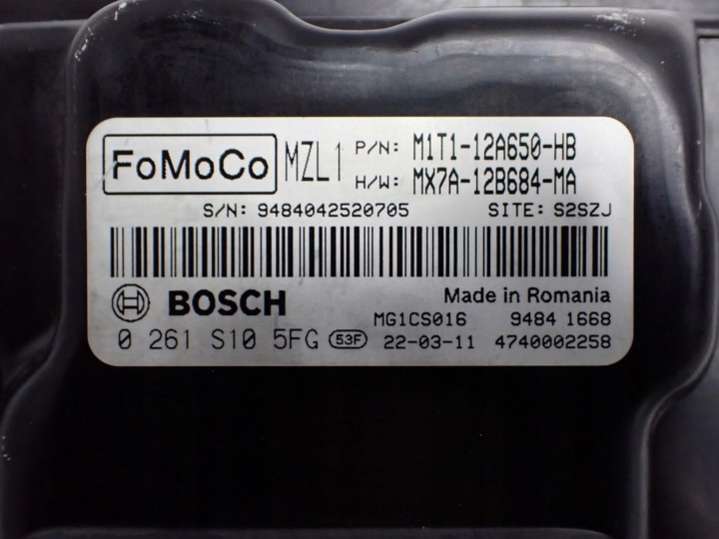 FoMoCo MZL1 P/N: M1T1-12A650-HB
H/W: MX7A-12B684-MA
S/N: 9484042520705 SITE: S2SZJ
BOSCH Made in Romania
MG1CS016 9484 1668
0 261 S10 5FG 53F 22-03-11 4740002258